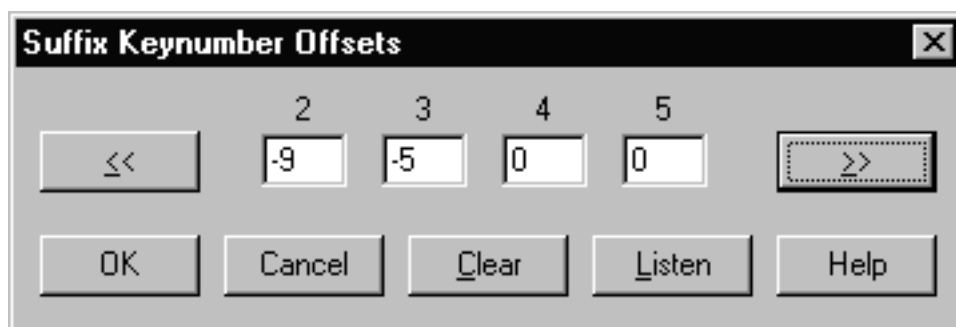 Suffix Keynumber Offsets
2 3 4 5
<< -9 -5 0 0 >>
OK Cancel Clear Listen Help